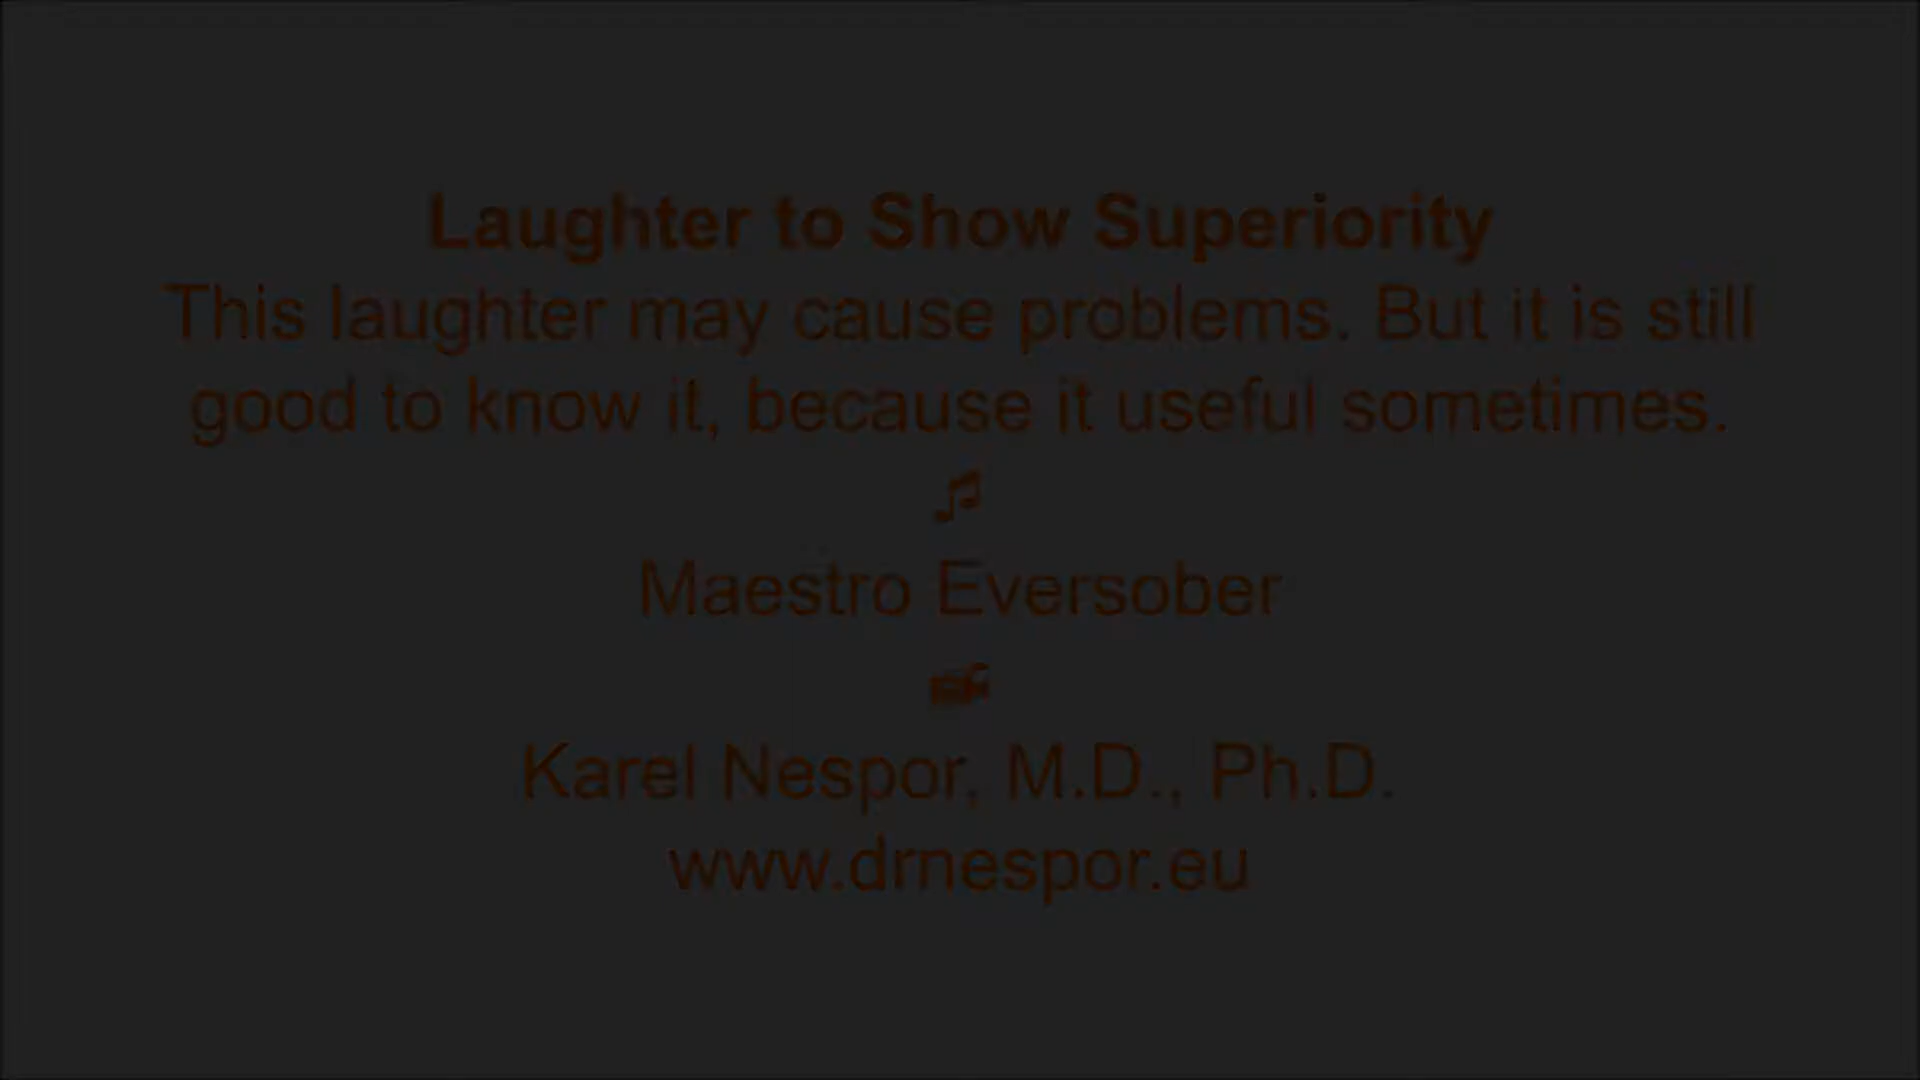 Laughter to Show Superiority
This laughter may cause problems. But it is still
good to know it, because it useful sometimes.
♫
Maestro Eversober
Karel Nespor, M.D., Ph.D.
www.drnespor.eu